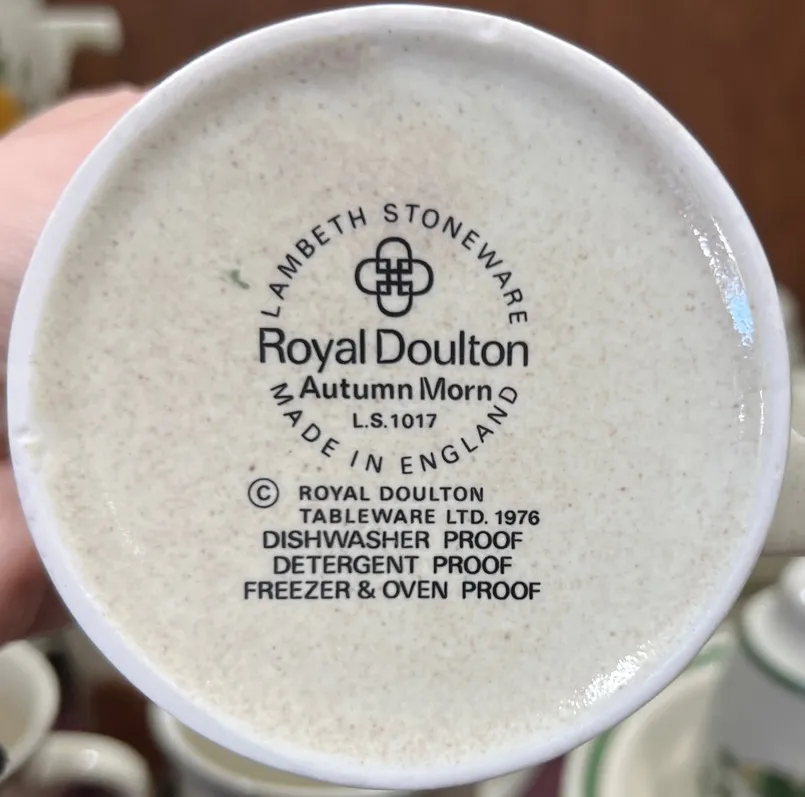 LAMBETH STONEWARE
Royal Doulton
Autumn Morn
L.S.1017
MADE IN ENGLAND
© ROYAL DOULTON
TABLEWARE LTD. 1976
DISHWASHER PROOF
DETERGENT PROOF
FREEZER & OVEN PROOF